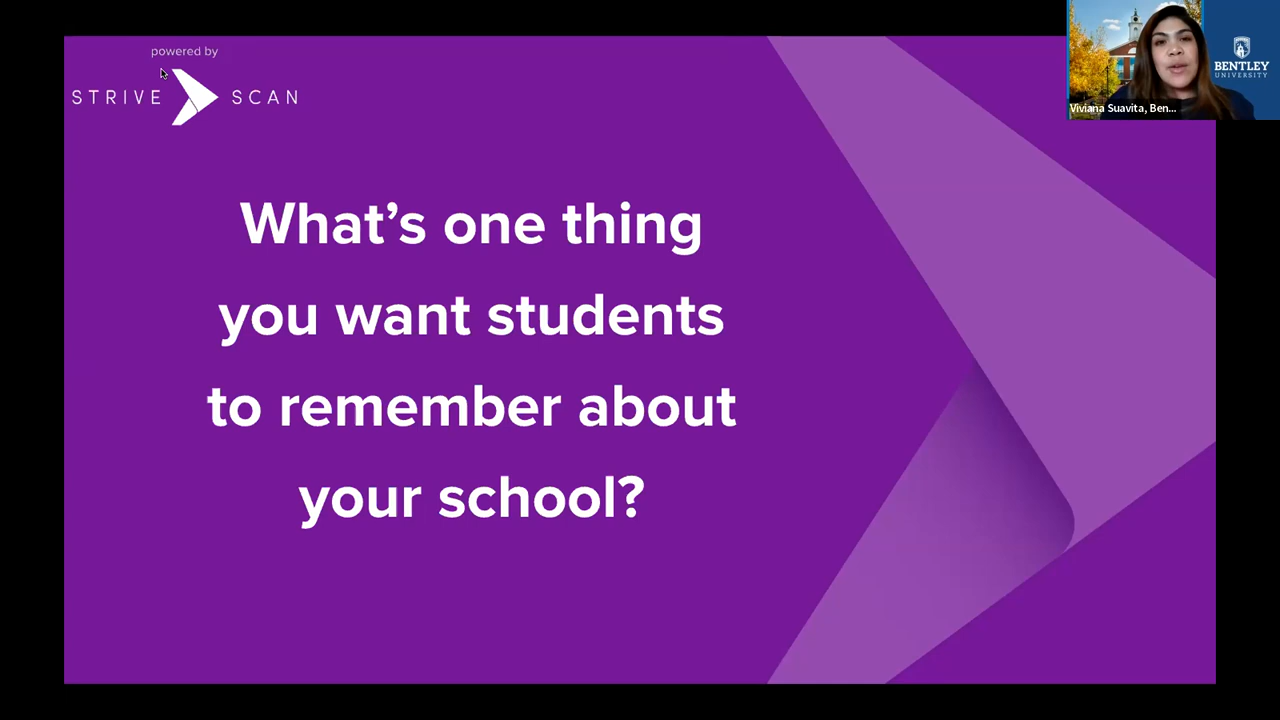 powered by
STRIVE SCAN
What's one thing
you want students
to remember about
your school?
BENTLEY
UNIVERSITY
Viviana Suavita, Ben...